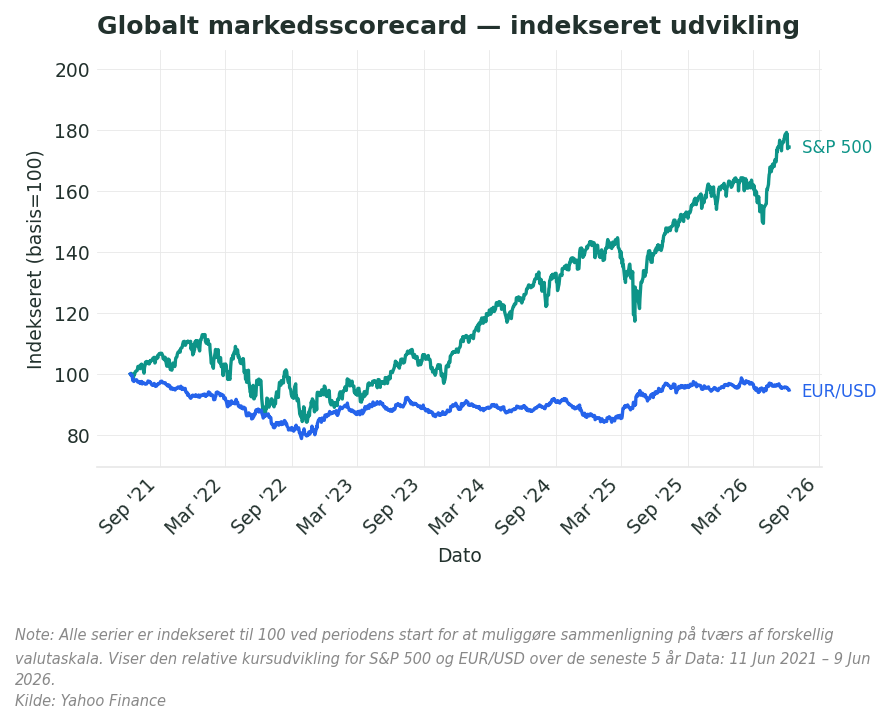 Globalt markedsscorecard — indekseret udvikling
Indekseret (basis=100)
200
180
160
140
120
100
80
S&P 500
EUR/USD
Sep '21
Mar '22
Sep '22
Mar '23
Sep '23
Mar '24
Sep '24
Mar '25
Sep '25
Mar '26
Sep '26
Dato
Note: Alle serier er indekseret til 100 ved periodens start for at muliggøre sammenligning på tværs af forskellig
valutaskala. Viser den relative kursudvikling for S&P 500 og EUR/USD over de seneste 5 år Data: 11 Jun 2021 – 9 Jun
2026.
Kilde: Yahoo Finance